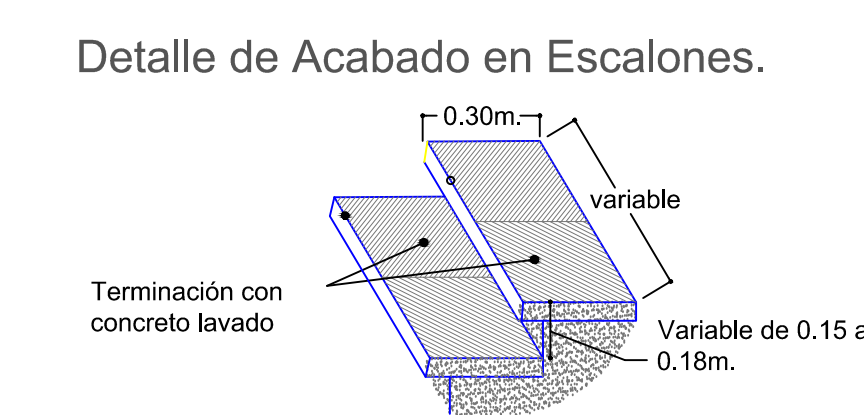 Detalle de Acabado en Escalones.
0.30m.
variable
Terminación con
concreto lavado
Variable de 0.15 a
0.18m.